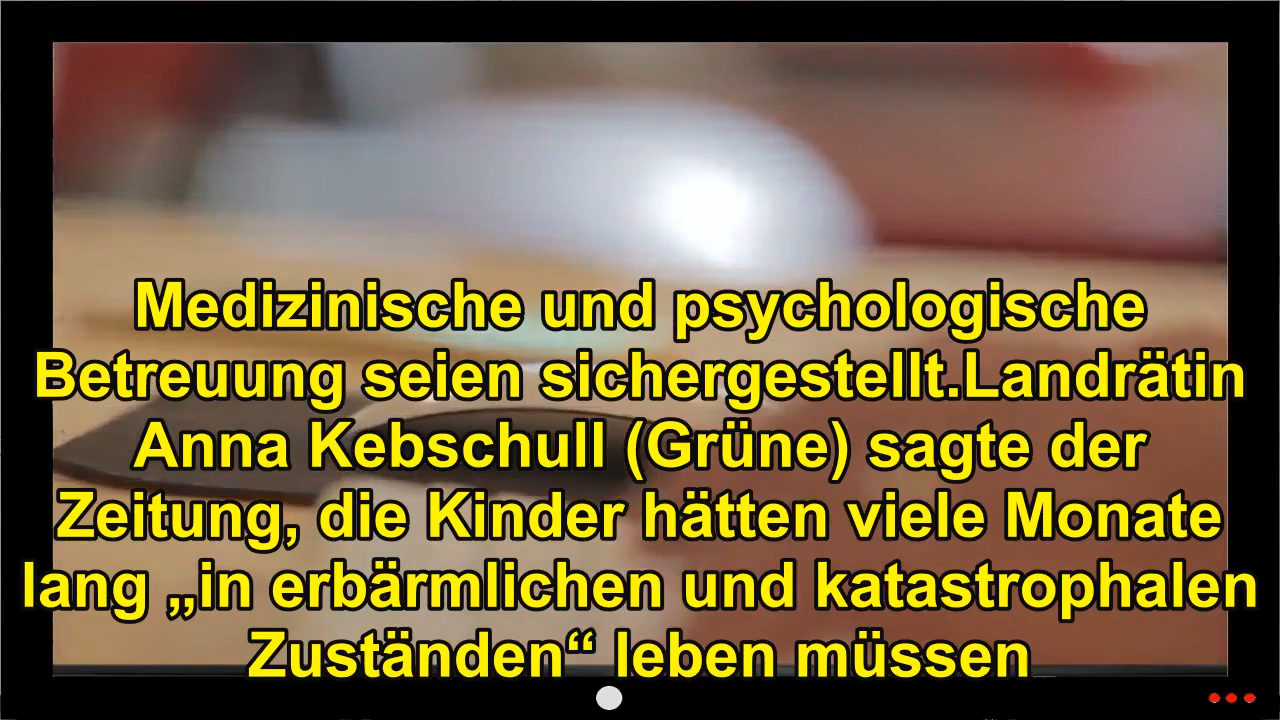 Medizinische und psychologische
Betreuung seien sichergestellt.Landrätin
Anna Kebschull (Grüne) sagte der
Zeitung, die Kinder hätten viele Monate
lang „in erbärmlichen und katastrophalen
Zuständen“ leben müssen